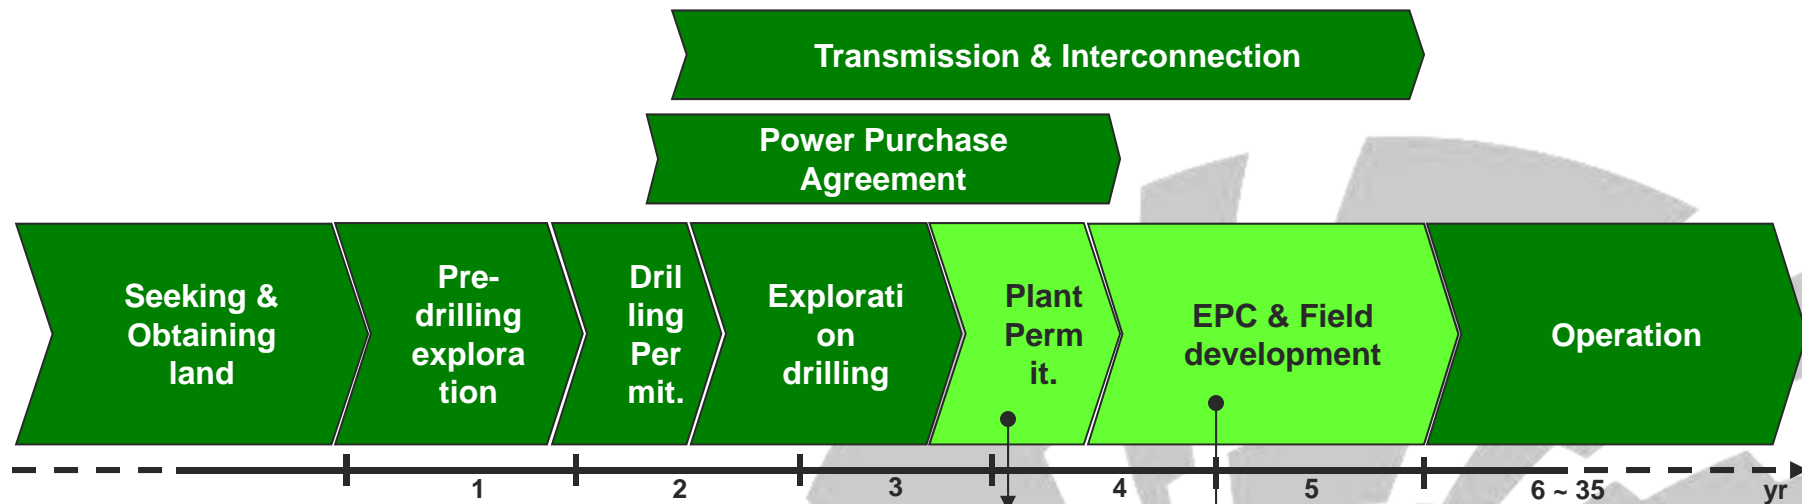 Transmission & Interconnection
Power Purchase
Agreement
Seeking &
Obtaining
land
Pre-
drilling
explora
tion
Dril
ling
Per
mit.
Explorati
on
drilling
Plant
Perm
it.
EPC & Field
development
Operation
1
2
3
4
5
6 ~ 35
yr